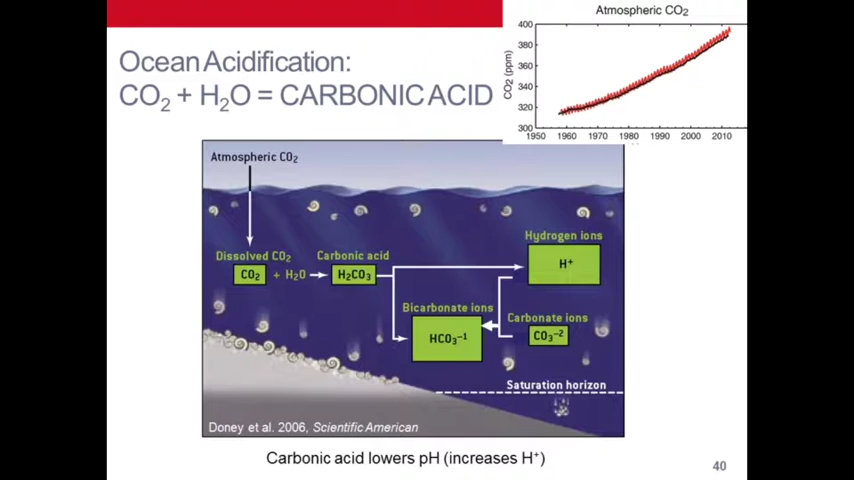 Ocean Acidification:
CO₂ + H₂O = CARBONIC ACID
Atmospheric CO₂
CO₂ (ppm)
400
380
360
340
320
300
1950 1960 1970 1980 1990 2000 2010
Atmospheric CO₂
Dissolved CO₂
CO₂ + H₂O
Carbonic acid
H₂CO₃
Hydrogen ions
H⁺
Bicarbonate ions
HCO₃⁻¹
Carbonate ions
CO₃⁻²
Saturation horizon
Doney et al. 2006, Scientific American
Carbonic acid lowers pH (increases H⁺)
40